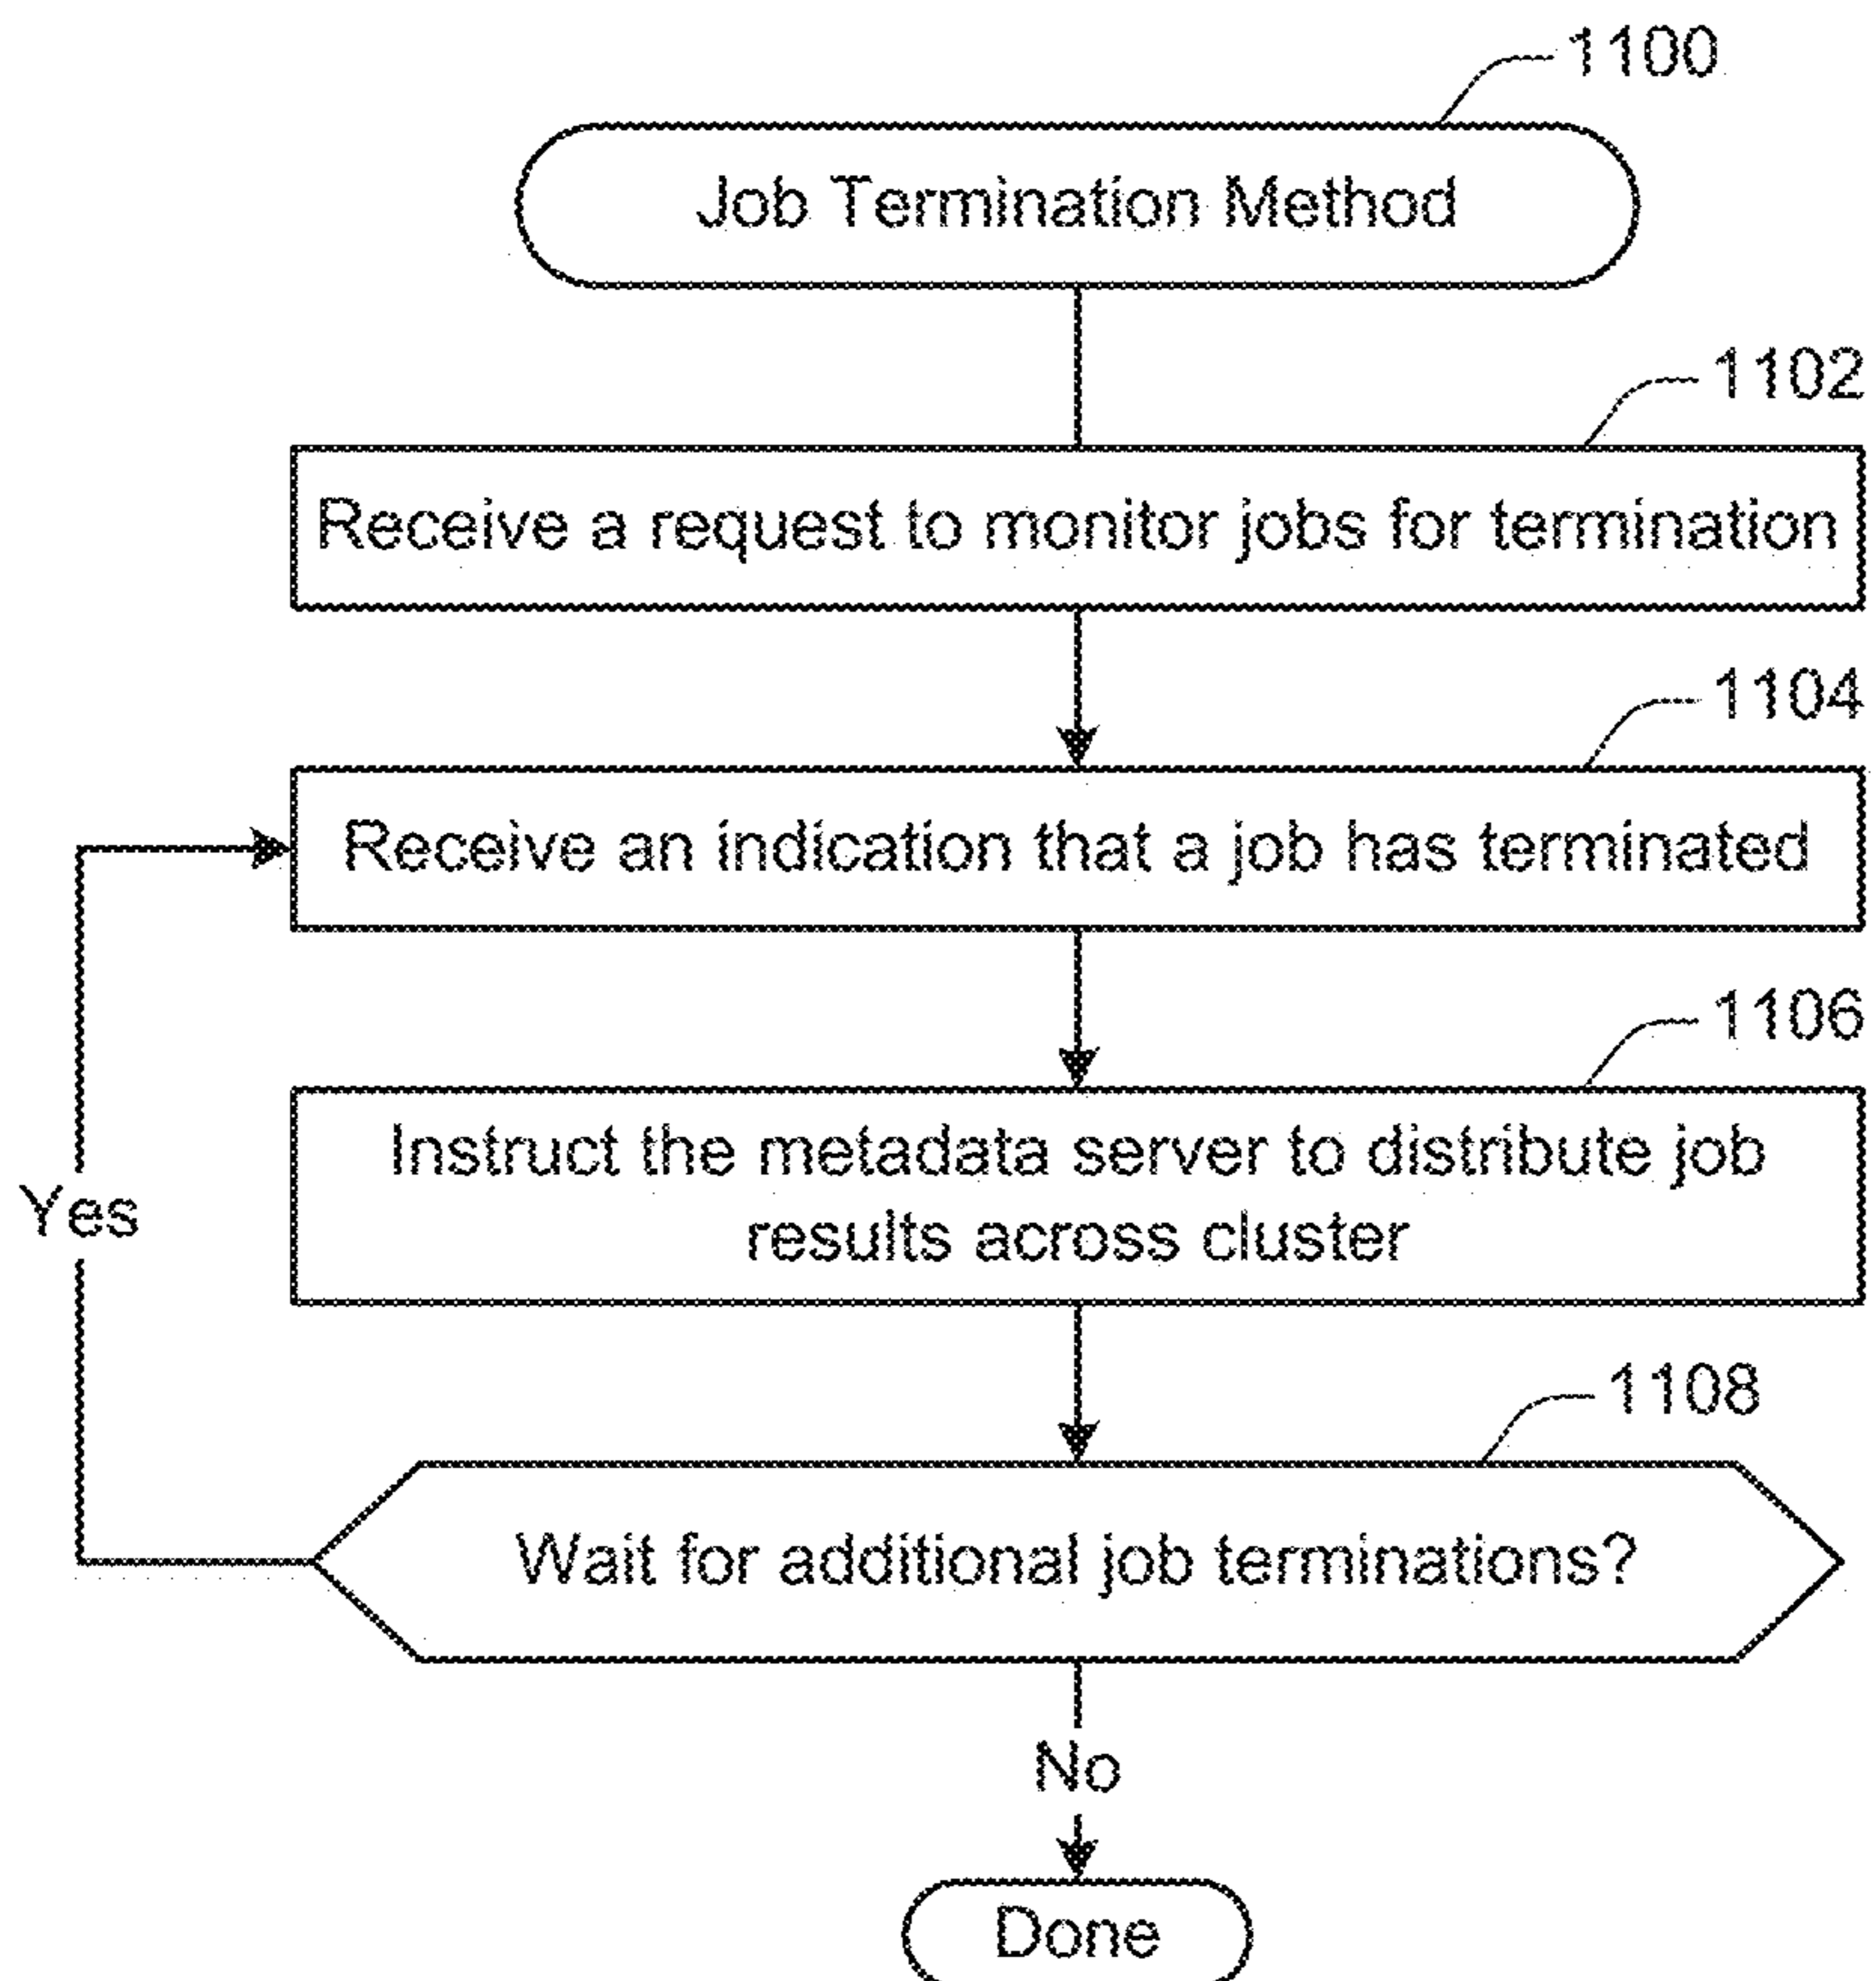 1100
Job Termination Method
1102
Receive a request to monitor jobs for termination
1104
Receive an indication that a job has terminated
1106
Instruct the metadata server to distribute job
results across cluster
Yes
1108
Wait for additional job terminations?
No
Done